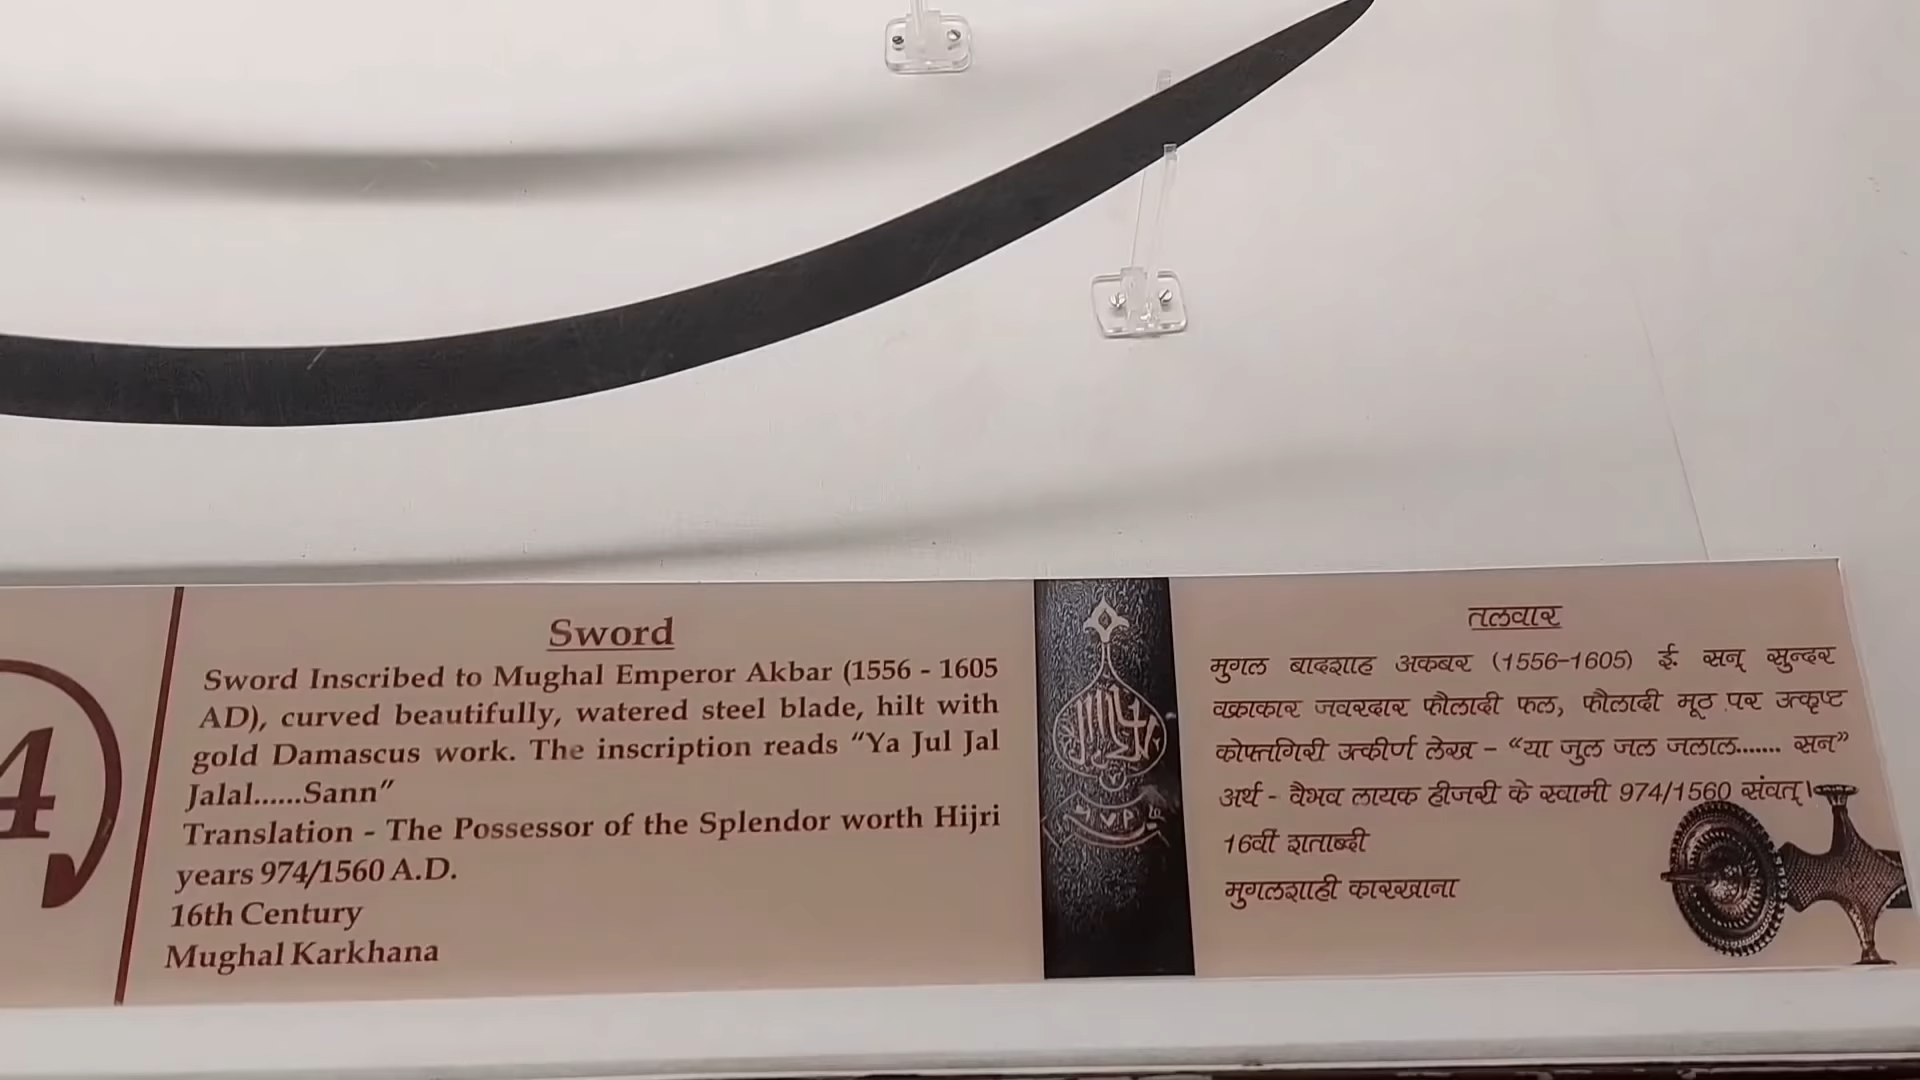 4
Sword
Sword Inscribed to Mughal Emperor Akbar (1556 - 1605
AD), curved beautifully, watered steel blade, hilt with
gold Damascus work. The inscription reads “Ya Jul Jal
Jalal......Sann”
Translation - The Possessor of the Splendor worth Hijri
years 974/1560 A.D.
16th Century
Mughal Karkhana
तलवार
मुगल बादशाह अकबर (1556-1605) ई. सन् सुन्दर
वक्राकार जवरदार फौलादी फल, फौलादी मूठ पर उत्कृष्ट
कोफ्तगिरी उत्कीर्ण लेख - “या जुल जल जलाल....... सन”
अर्थ - वैभव लायक हीजरी के स्वामी 974/1560 संवत्।
16वीं शताब्दी
मुगलशाही कारखाना